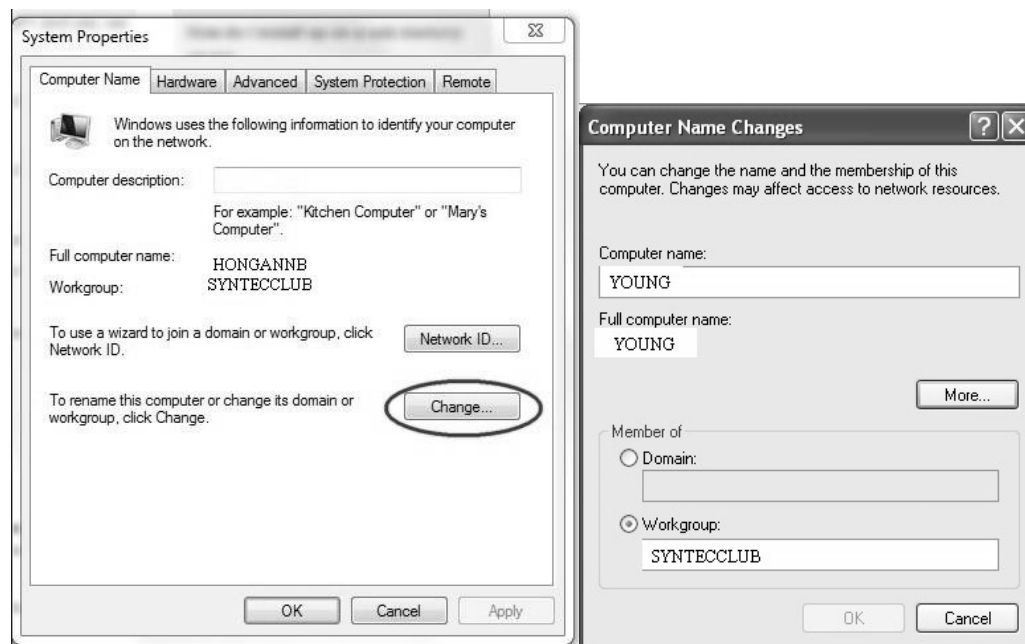 System Properties
Computer Name
Hardware
Advanced
System Protection
Remote
Windows uses the following information to identify your computer
on the network.
Computer description:
For example: "Kitchen Computer" or "Mary's
Computer".
Full computer name:
HONGANNB
Workgroup:
SYNTECCLUB
To use a wizard to join a domain or workgroup, click
Network ID.
Network ID...
To rename this computer or change its domain or
workgroup, click Change.
Change...
OK
Cancel
Apply
Computer Name Changes
You can change the name and the membership of this
computer. Changes may affect access to network resources.
Computer name:
YOUNG
Full computer name:
YOUNG
More...
Member of
Domain:
Workgroup:
SYNTECCLUB
OK
Cancel